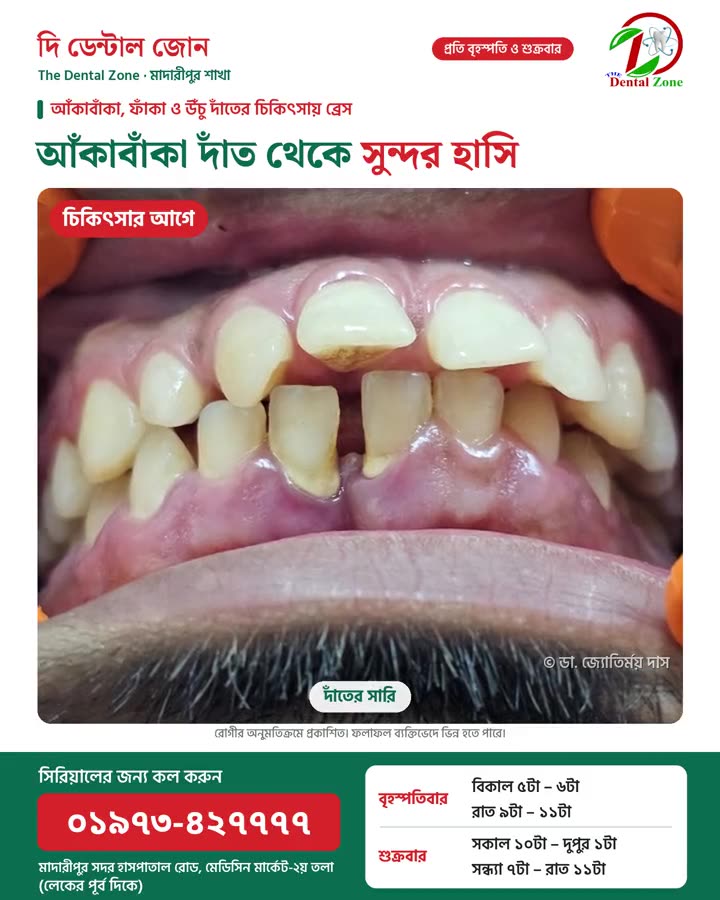 দি ডেন্টাল জোন
The Dental Zone · মাদারীপুর শাখা
প্রতি বৃহস্পতি ও শুক্রবার
THE
Dental Zone
আঁকাবাঁকা, ফাঁকা ও উঁচু দাঁতের চিকিৎসায় ব্রেস
আঁকাবাঁকা দাঁত থেকে সুন্দর হাসি
চিকিৎসার আগে
© ডা. জ্যোতির্ময় দাস
দাঁতের সারি
রোগীর অনুমতিক্রমে প্রকাশিত। ফলাফল ব্যক্তিভেদে ভিন্ন হতে পারে।
সিরিয়ালের জন্য কল করুন
০১৯৭৩-৪২৭৭৭৭
মাদারীপুর সদর হাসপাতাল রোড, মেডিসিন মার্কেট-২য় তলা
(লেকের পূর্ব দিকে)
বৃহস্পতিবার
বিকাল ৫টা – ৬টা
রাত ৯টা – ১১টা
শুক্রবার
সকাল ১০টা – দুপুর ১টা
সন্ধ্যা ৭টা – রাত ১১টা